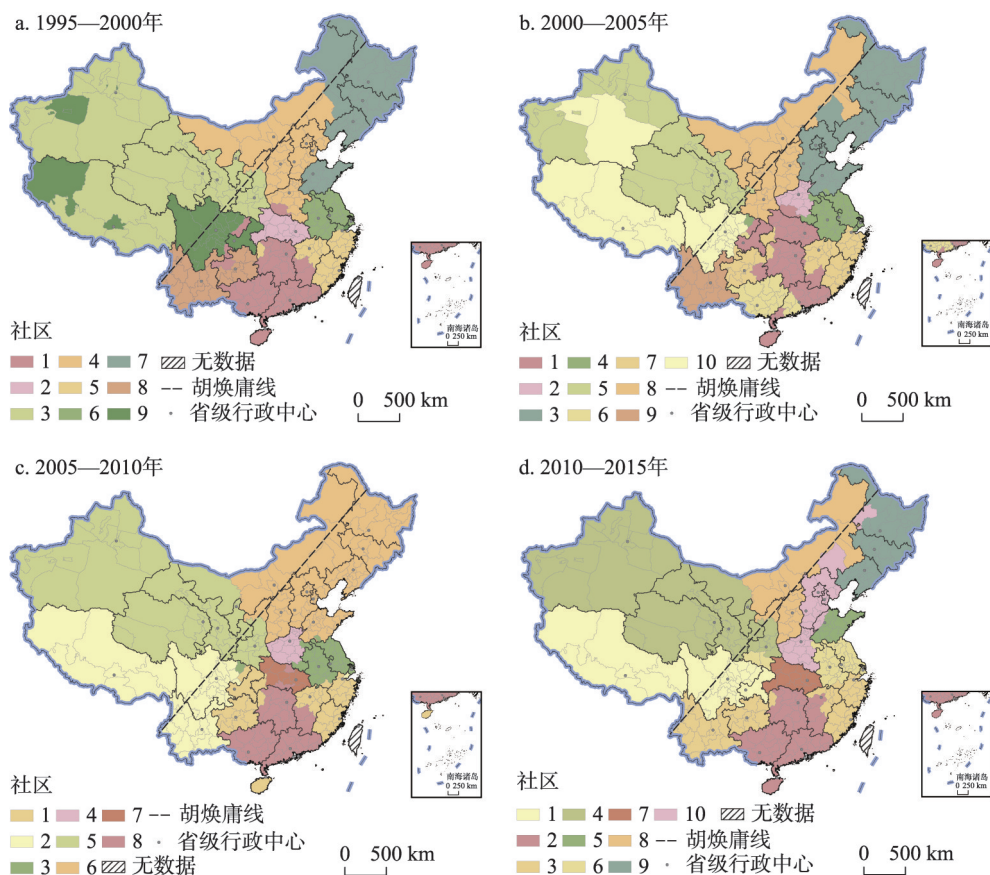 a. 1995—2000年
南海诸岛
0 250 km
社区
1 4 7 无数据
2 5 8 胡焕庸线
3 6 9 省级行政中心
0 500 km
b. 2000—2005年
南海诸岛
0 250 km
社区
1 4 7 10 无数据
2 5 8 胡焕庸线
3 6 9 省级行政中心
0 500 km
c. 2005—2010年
南海诸岛
0 250 km
社区
1 4 7 胡焕庸线
2 5 8 省级行政中心
3 6 无数据
0 500 km
d. 2010—2015年
南海诸岛
0 250 km
社区
1 4 7 10 无数据
2 5 8 胡焕庸线
3 6 9 省级行政中心
0 500 km